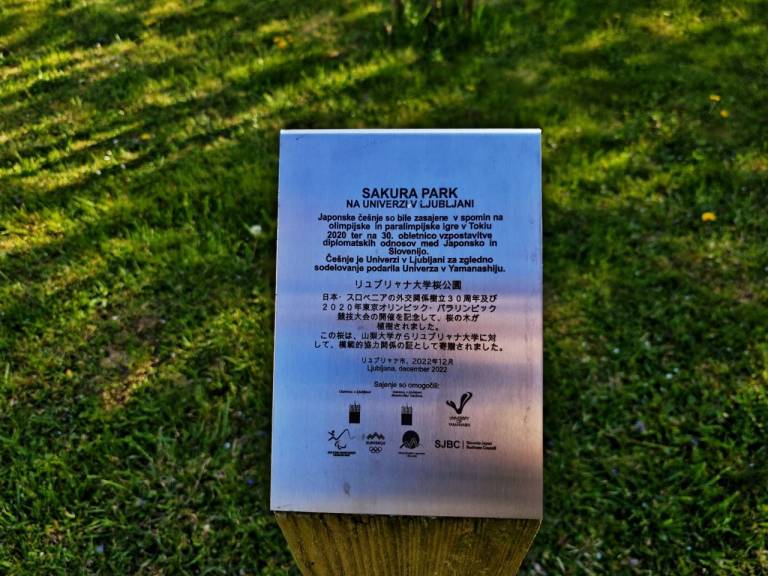 SAKURA PARK
NA UNIVERZI V LJUBLJANI
Japonske češnje so bile zasajene v spomin na
olimpijske in paralimpijske igre v Tokiu
2020 ter na 30. obletnico vzpostavitve
diplomatskih odnosov med Japonsko in
Slovenijo.
Češnje je Univerzi v Ljubljani za zgledno
sodelovanje podarila Univerza v Yamanashiju.
リュブリャナ大学桜公園
日本・スロベニアの外交関係樹立30周年及び
2020年東京オリンピック・パラリンピック
競技大会の開催を記念して、桜の木が
植樹されました。
この桜は、山梨大学からリュブリャナ大学に対
して、模範的協力関係の証として寄贈されました。
リュブリャナ市、2022年12月
Ljubljana, december 2022
Sajenje so omogočili:
UNIVERSITY
OF
YAMANASHI
SLOVENIJA
SJBC
Slovenia Japan
Business Council